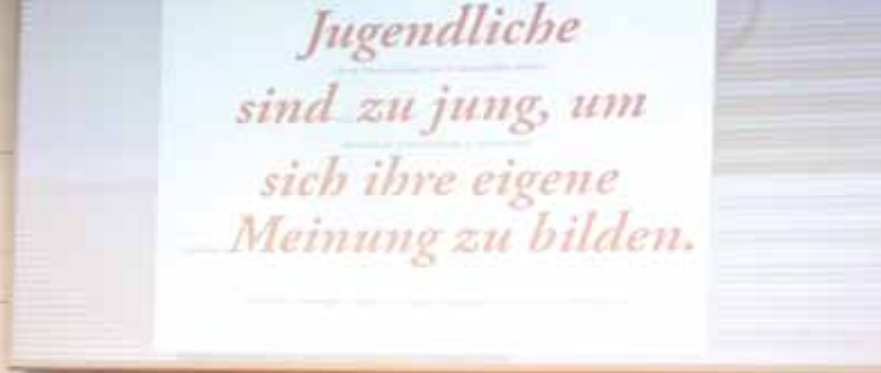 Jugendliche
sind zu jung, um
sich ihre eigene
Meinung zu bilden.